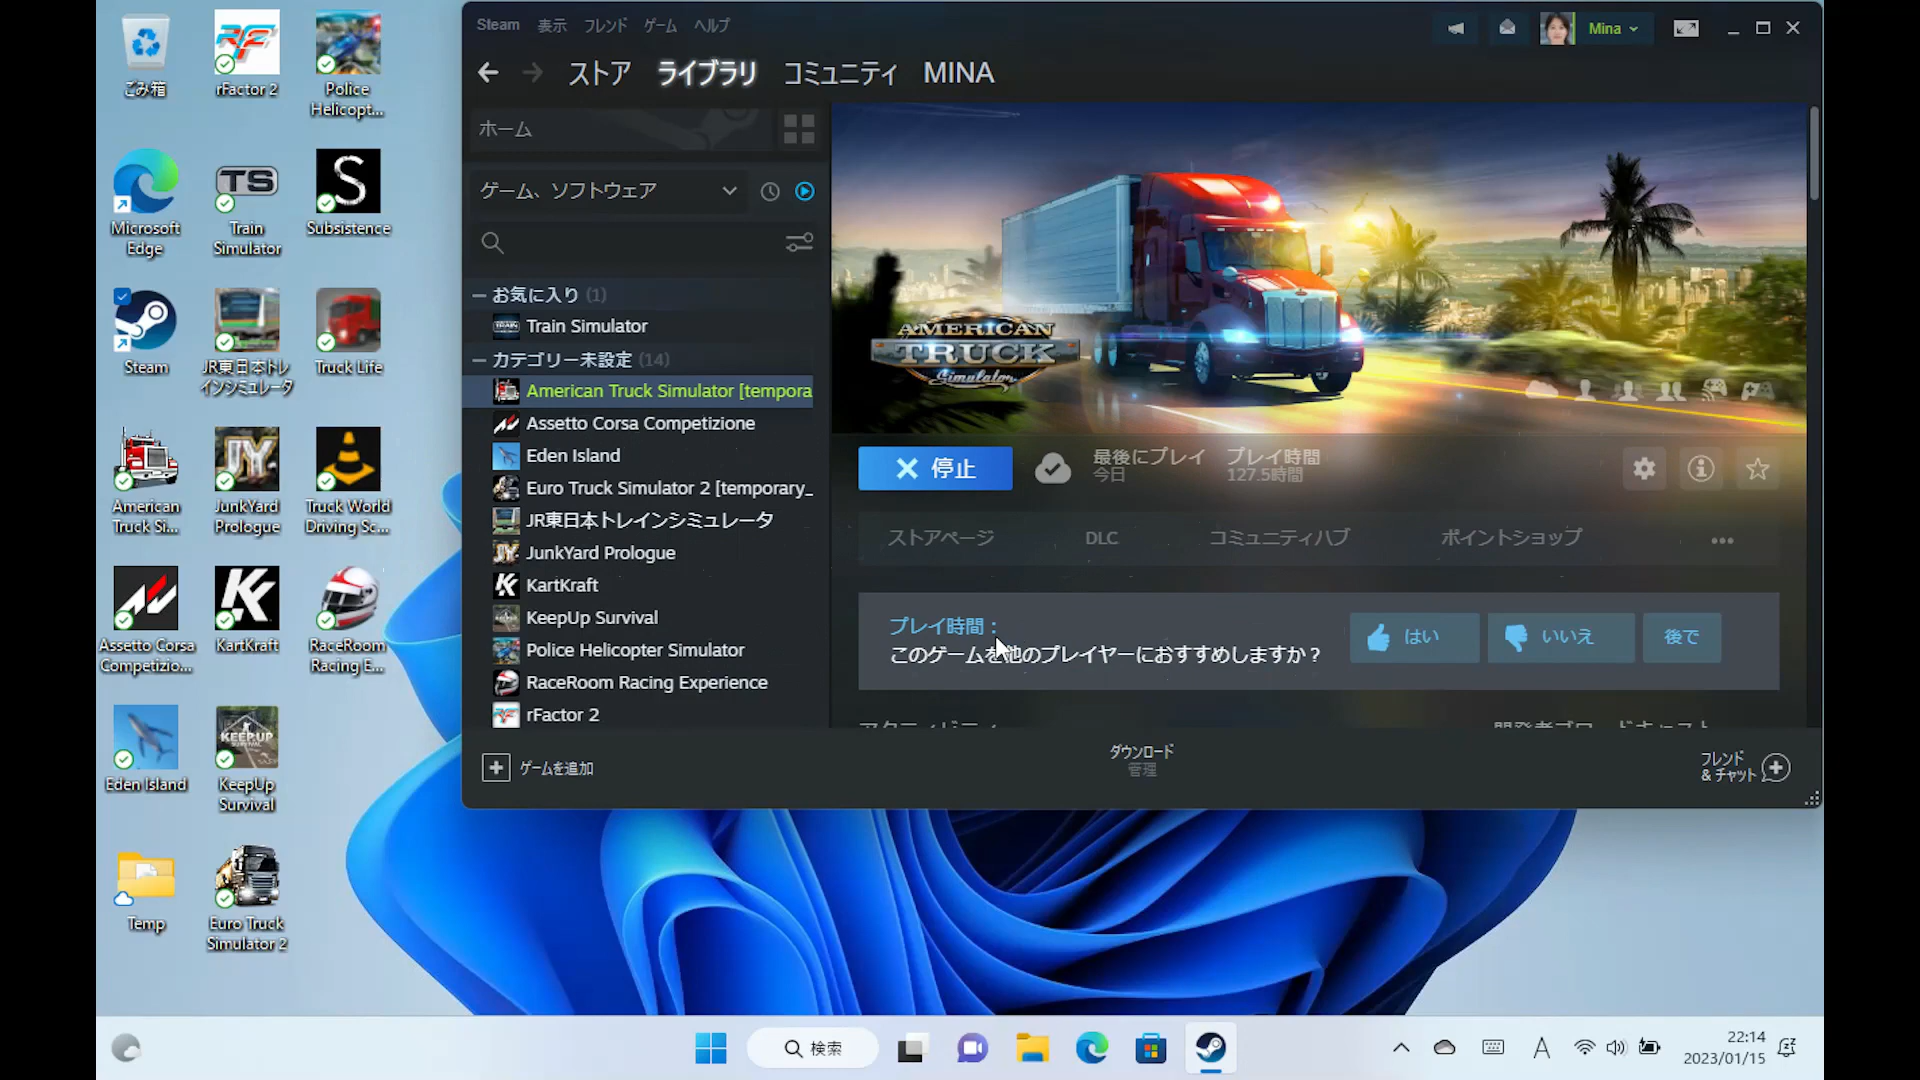 ごみ箱
rFactor 2
Police
Helicopt...
Microsoft
Edge
TS
Train
Simulator
S
Subsistence
Steam
JR東日本トレ
インシミュレータ
Truck Life
American
Truck Si...
JY
JunkYard
Prologue
Truck World
Driving Sc...
Assetto Corsa
Competizio...
KartKraft
RaceRoom
Racing E...
Eden Island
KEEPUP
SURVIVAL
KeepUp
Survival
Temp
Euro Truck
Simulator 2
Steam 表示 フレンド ゲーム ヘルプ
Mina
ストア ライブラリ コミュニティ MINA
ホーム
ゲーム、ソフトウェア
お気に入り (1)
Train Simulator
カテゴリー未設定 (14)
American Truck Simulator [tempora
Assetto Corsa Competizione
Eden Island
Euro Truck Simulator 2 [temporary_
JR東日本トレインシミュレータ
JunkYard Prologue
KartKraft
KeepUp Survival
Police Helicopter Simulator
RaceRoom Racing Experience
rFactor 2
ゲームを追加
AMERICAN
TRUCK
Simulator
停止
最後にプレイ
今日
プレイ時間
127.5時間
ストアページ DLC コミュニティハブ ポイントショップ
プレイ時間：
このゲームを他のプレイヤーにおすすめしますか？
はい いいえ 後で
ダウンロード
管理
フレンド
& チャット
検索
A
22:14
2023/01/15